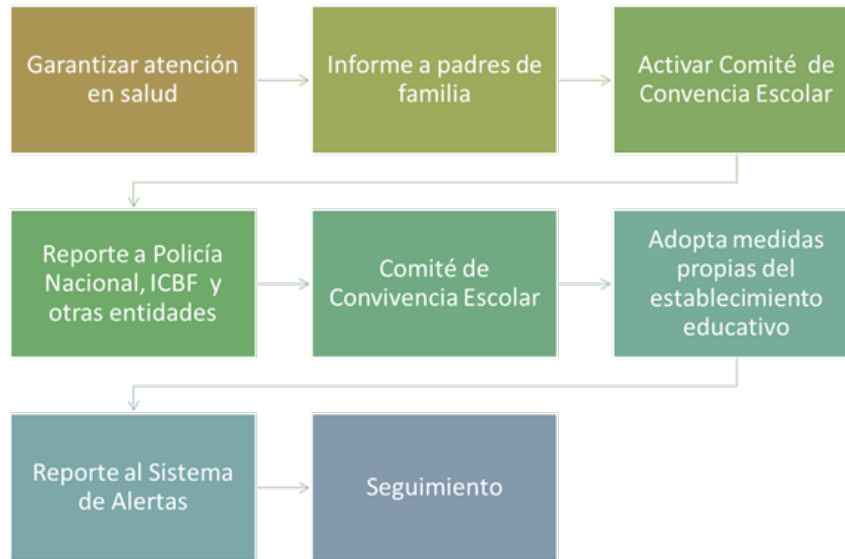 Garantizar atención
en salud
Informe a padres de
familia
Activar Comité de
Convencia Escolar
Reporte a Policía
Nacional, ICBF y
otras entidades
Comité de
Convivencia Escolar
Adopta medidas
propias del
establecimiento
educativo
Reporte al Sistema
de Alertas
Seguimiento